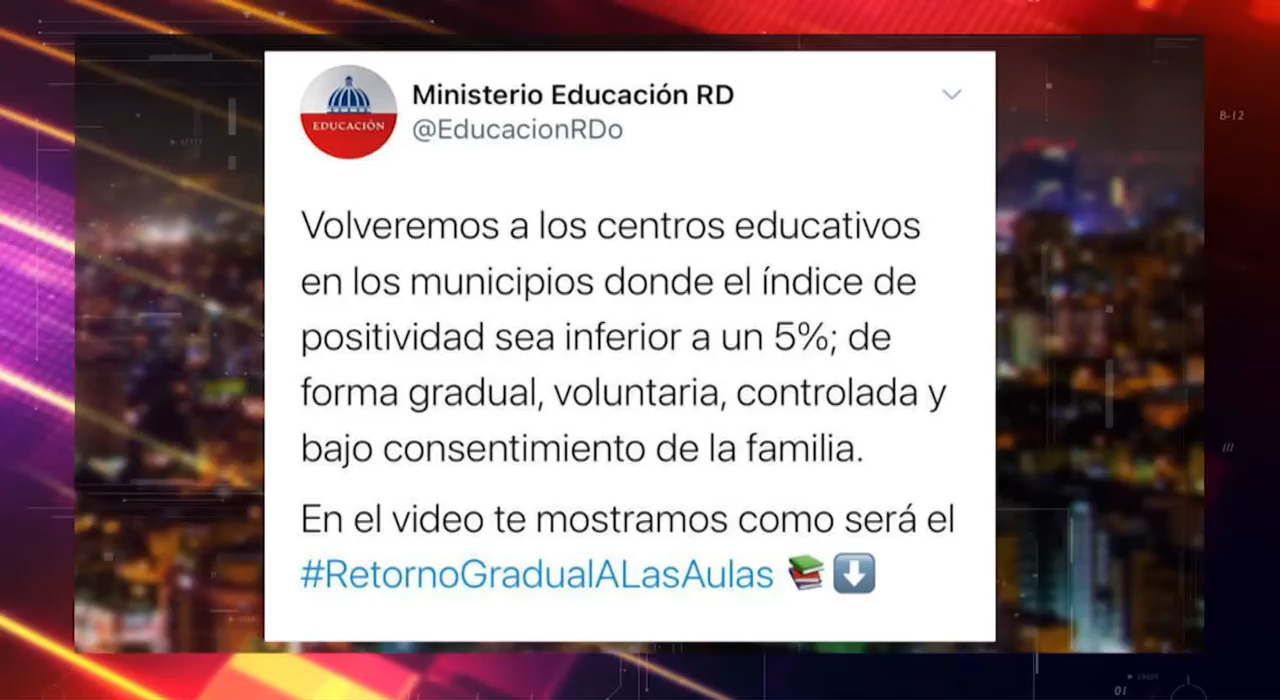 Ministerio Educación RD
@EducacionRDo
EDUCACIÓN
Volveremos a los centros educativos
en los municipios donde el índice de
positividad sea inferior a un 5%; de
forma gradual, voluntaria, controlada y
bajo consentimiento de la familia.
En el video te mostramos como será el
#RetornoGradualALasAulas 📚⬇️
B-12
///
01